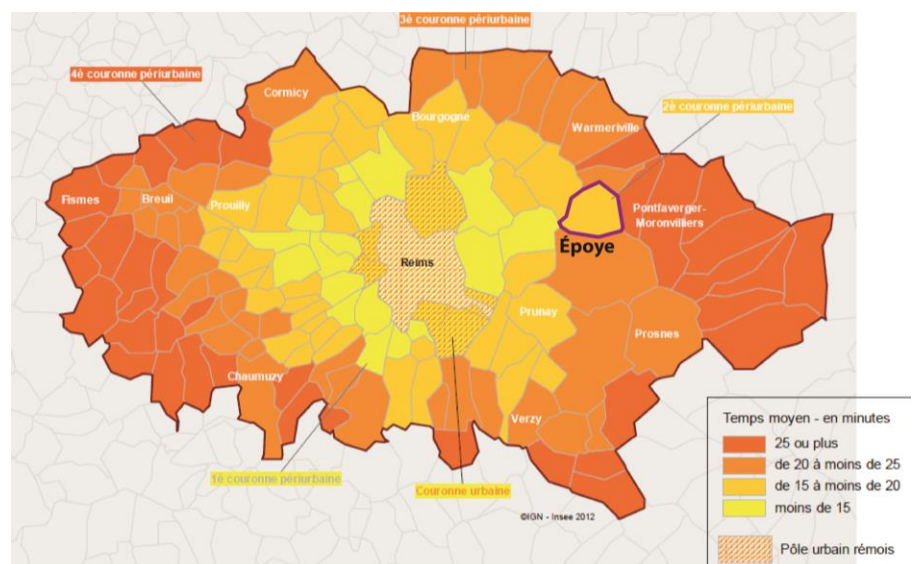 3è couronne périurbaine
4è couronne périurbaine
Cormicy
Bourgogne
2è couronne périurbaine
Warmeriville
Fismes
Breuil
Prouilly
Pontfaverger-
Moronvilliers
Époye
Reims
Prunay
Prosnes
Chaumuzy
Verzy
1è couronne périurbaine
Couronne urbaine
©IGN - Insee 2012
Temps moyen - en minutes
25 ou plus
de 20 à moins de 25
de 15 à moins de 20
moins de 15
Pôle urbain rémois